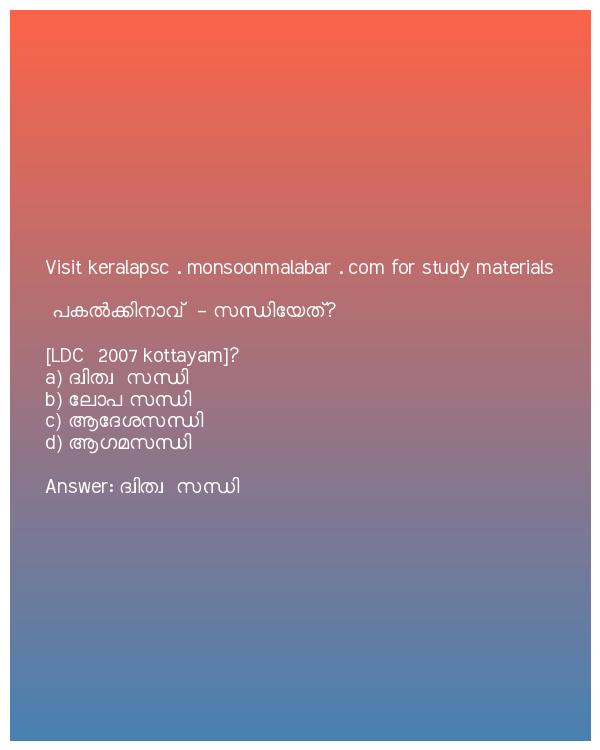 Visit keralapsc . monsoonmalabar . com for study materials
പകൽക്കിനാവ് - സന്ധിയേത്?
[LDC 2007 kottayam]?
a) ദ്വിത്വ സന്ധി
b) ലോപ സന്ധി
c) ആദേശസന്ധി
d) ആഗമസന്ധി
Answer: ദ്വിത്വ സന്ധി